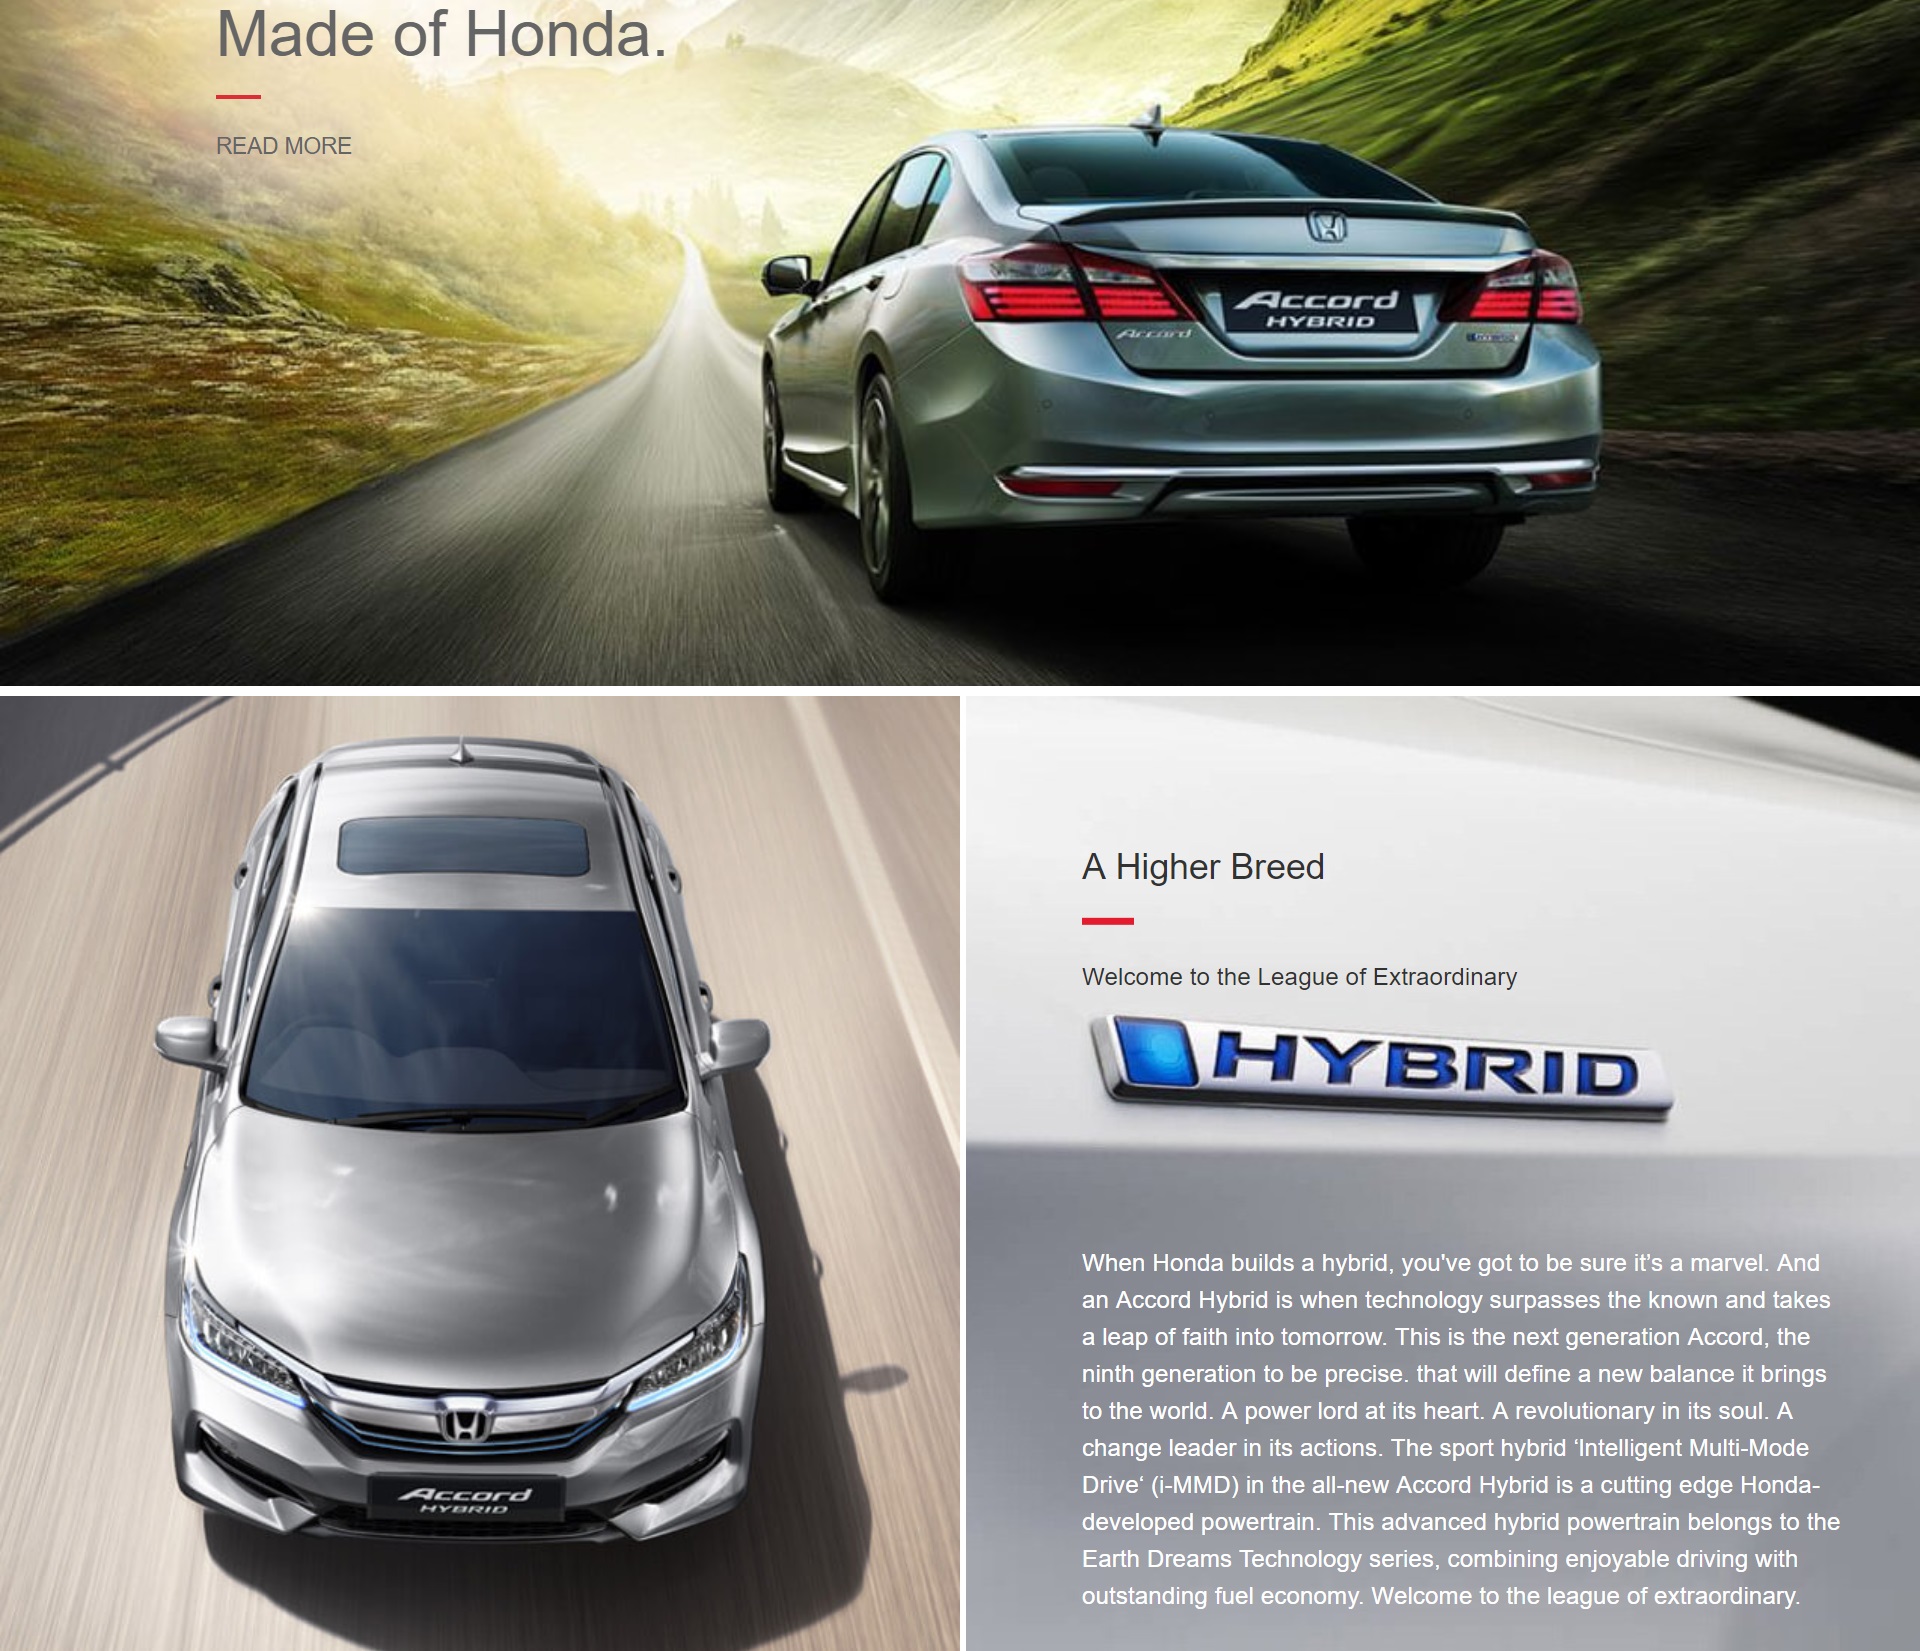 Made of Honda.
READ MORE
Accord
HYBRID
Accord
HYBRID
A Higher Breed
Welcome to the League of Extraordinary
HYBRID
When Honda builds a hybrid, you've got to be sure it’s a marvel. And
an Accord Hybrid is when technology surpasses the known and takes
a leap of faith into tomorrow. This is the next generation Accord, the
ninth generation to be precise. that will define a new balance it brings
to the world. A power lord at its heart. A revolutionary in its soul. A
change leader in its actions. The sport hybrid ‘Intelligent Multi-Mode
Drive‘ (i-MMD) in the all-new Accord Hybrid is a cutting edge Honda-
developed powertrain. This advanced hybrid powertrain belongs to the
Earth Dreams Technology series, combining enjoyable driving with
outstanding fuel economy. Welcome to the league of extraordinary.
Accord
HYBRID